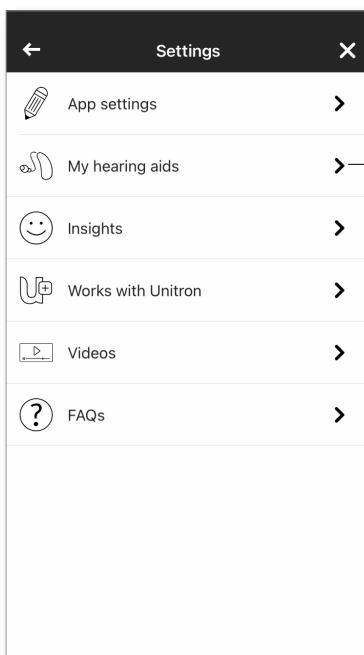 Settings
App settings
My hearing aids
Insights
Works with Unitron
Videos
? FAQs